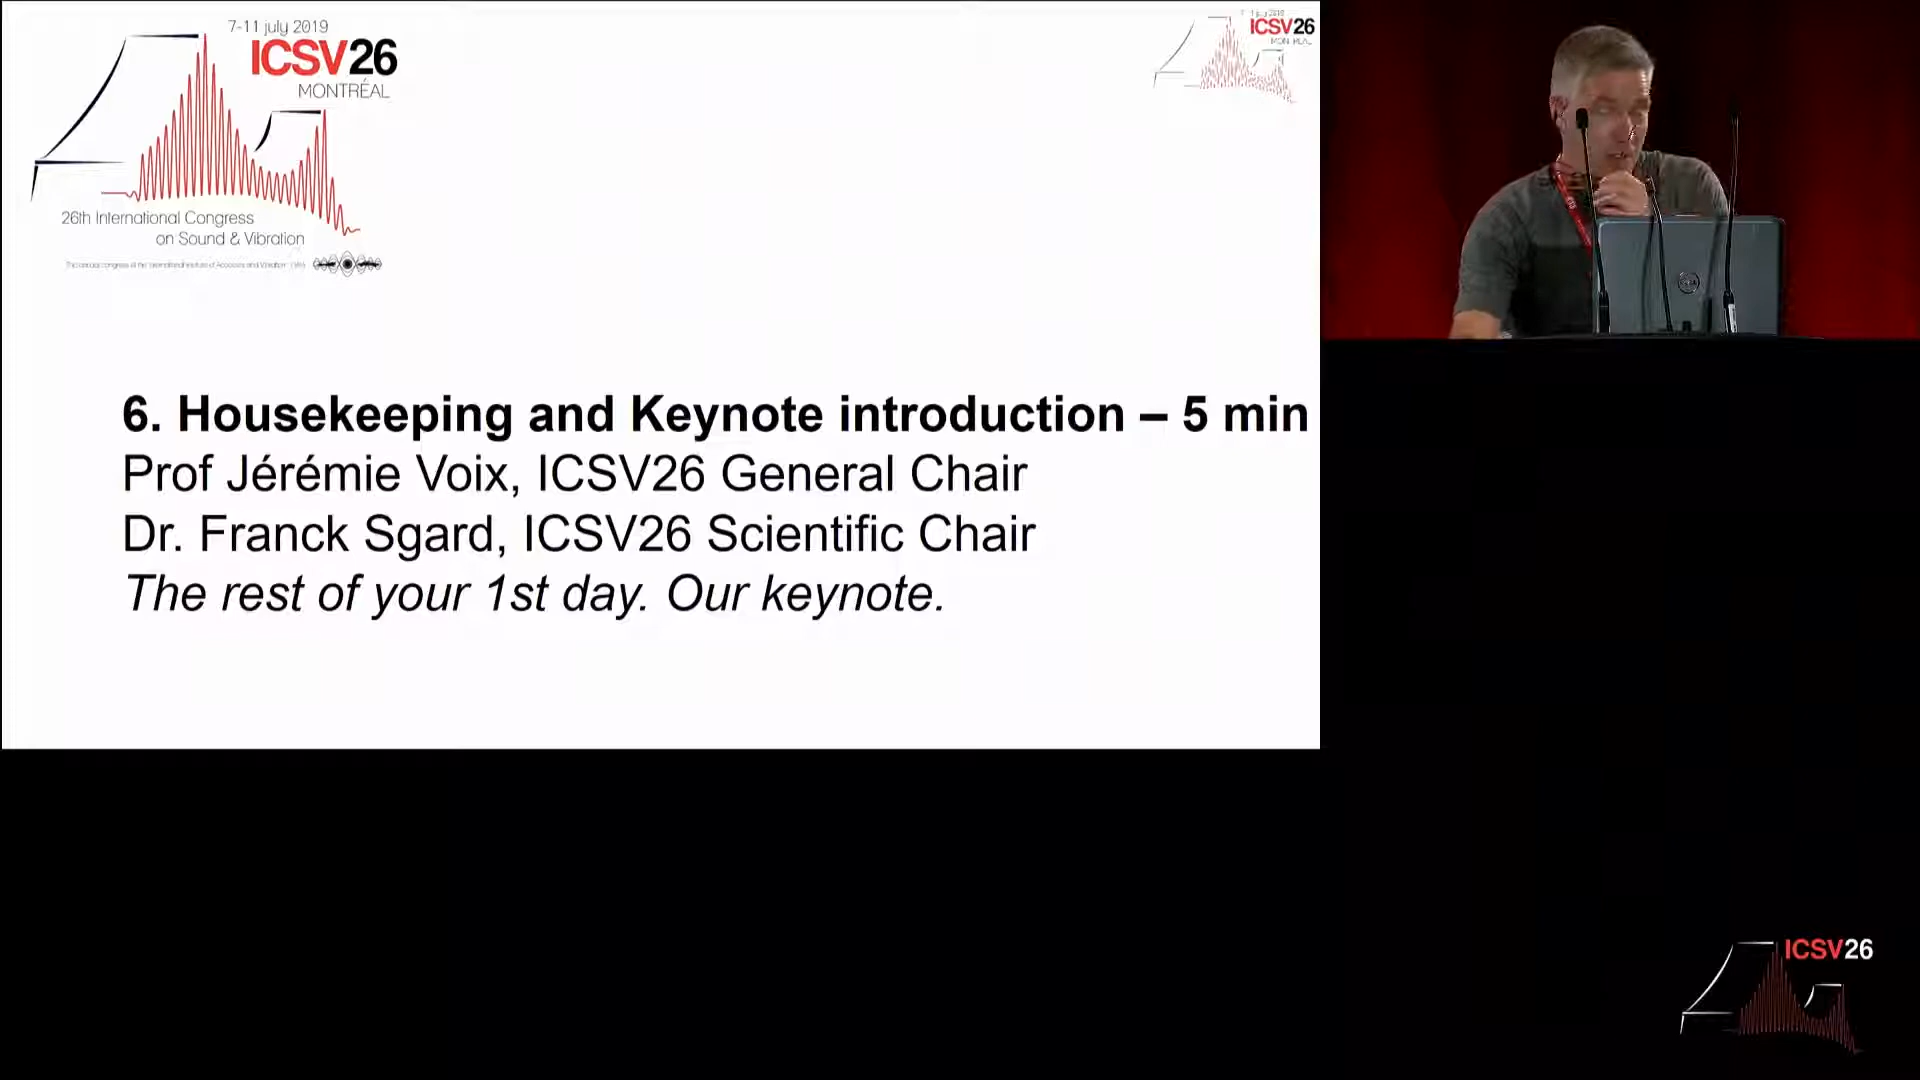 7-11 july 2019
ICSV26
MONTRÉAL
26th International Congress
on Sound & Vibration
ICSV26
MONTRÉAL
6. Housekeeping and Keynote introduction – 5 min
Prof Jérémie Voix, ICSV26 General Chair
Dr. Franck Sgard, ICSV26 Scientific Chair
The rest of your 1st day. Our keynote.
ICSV26